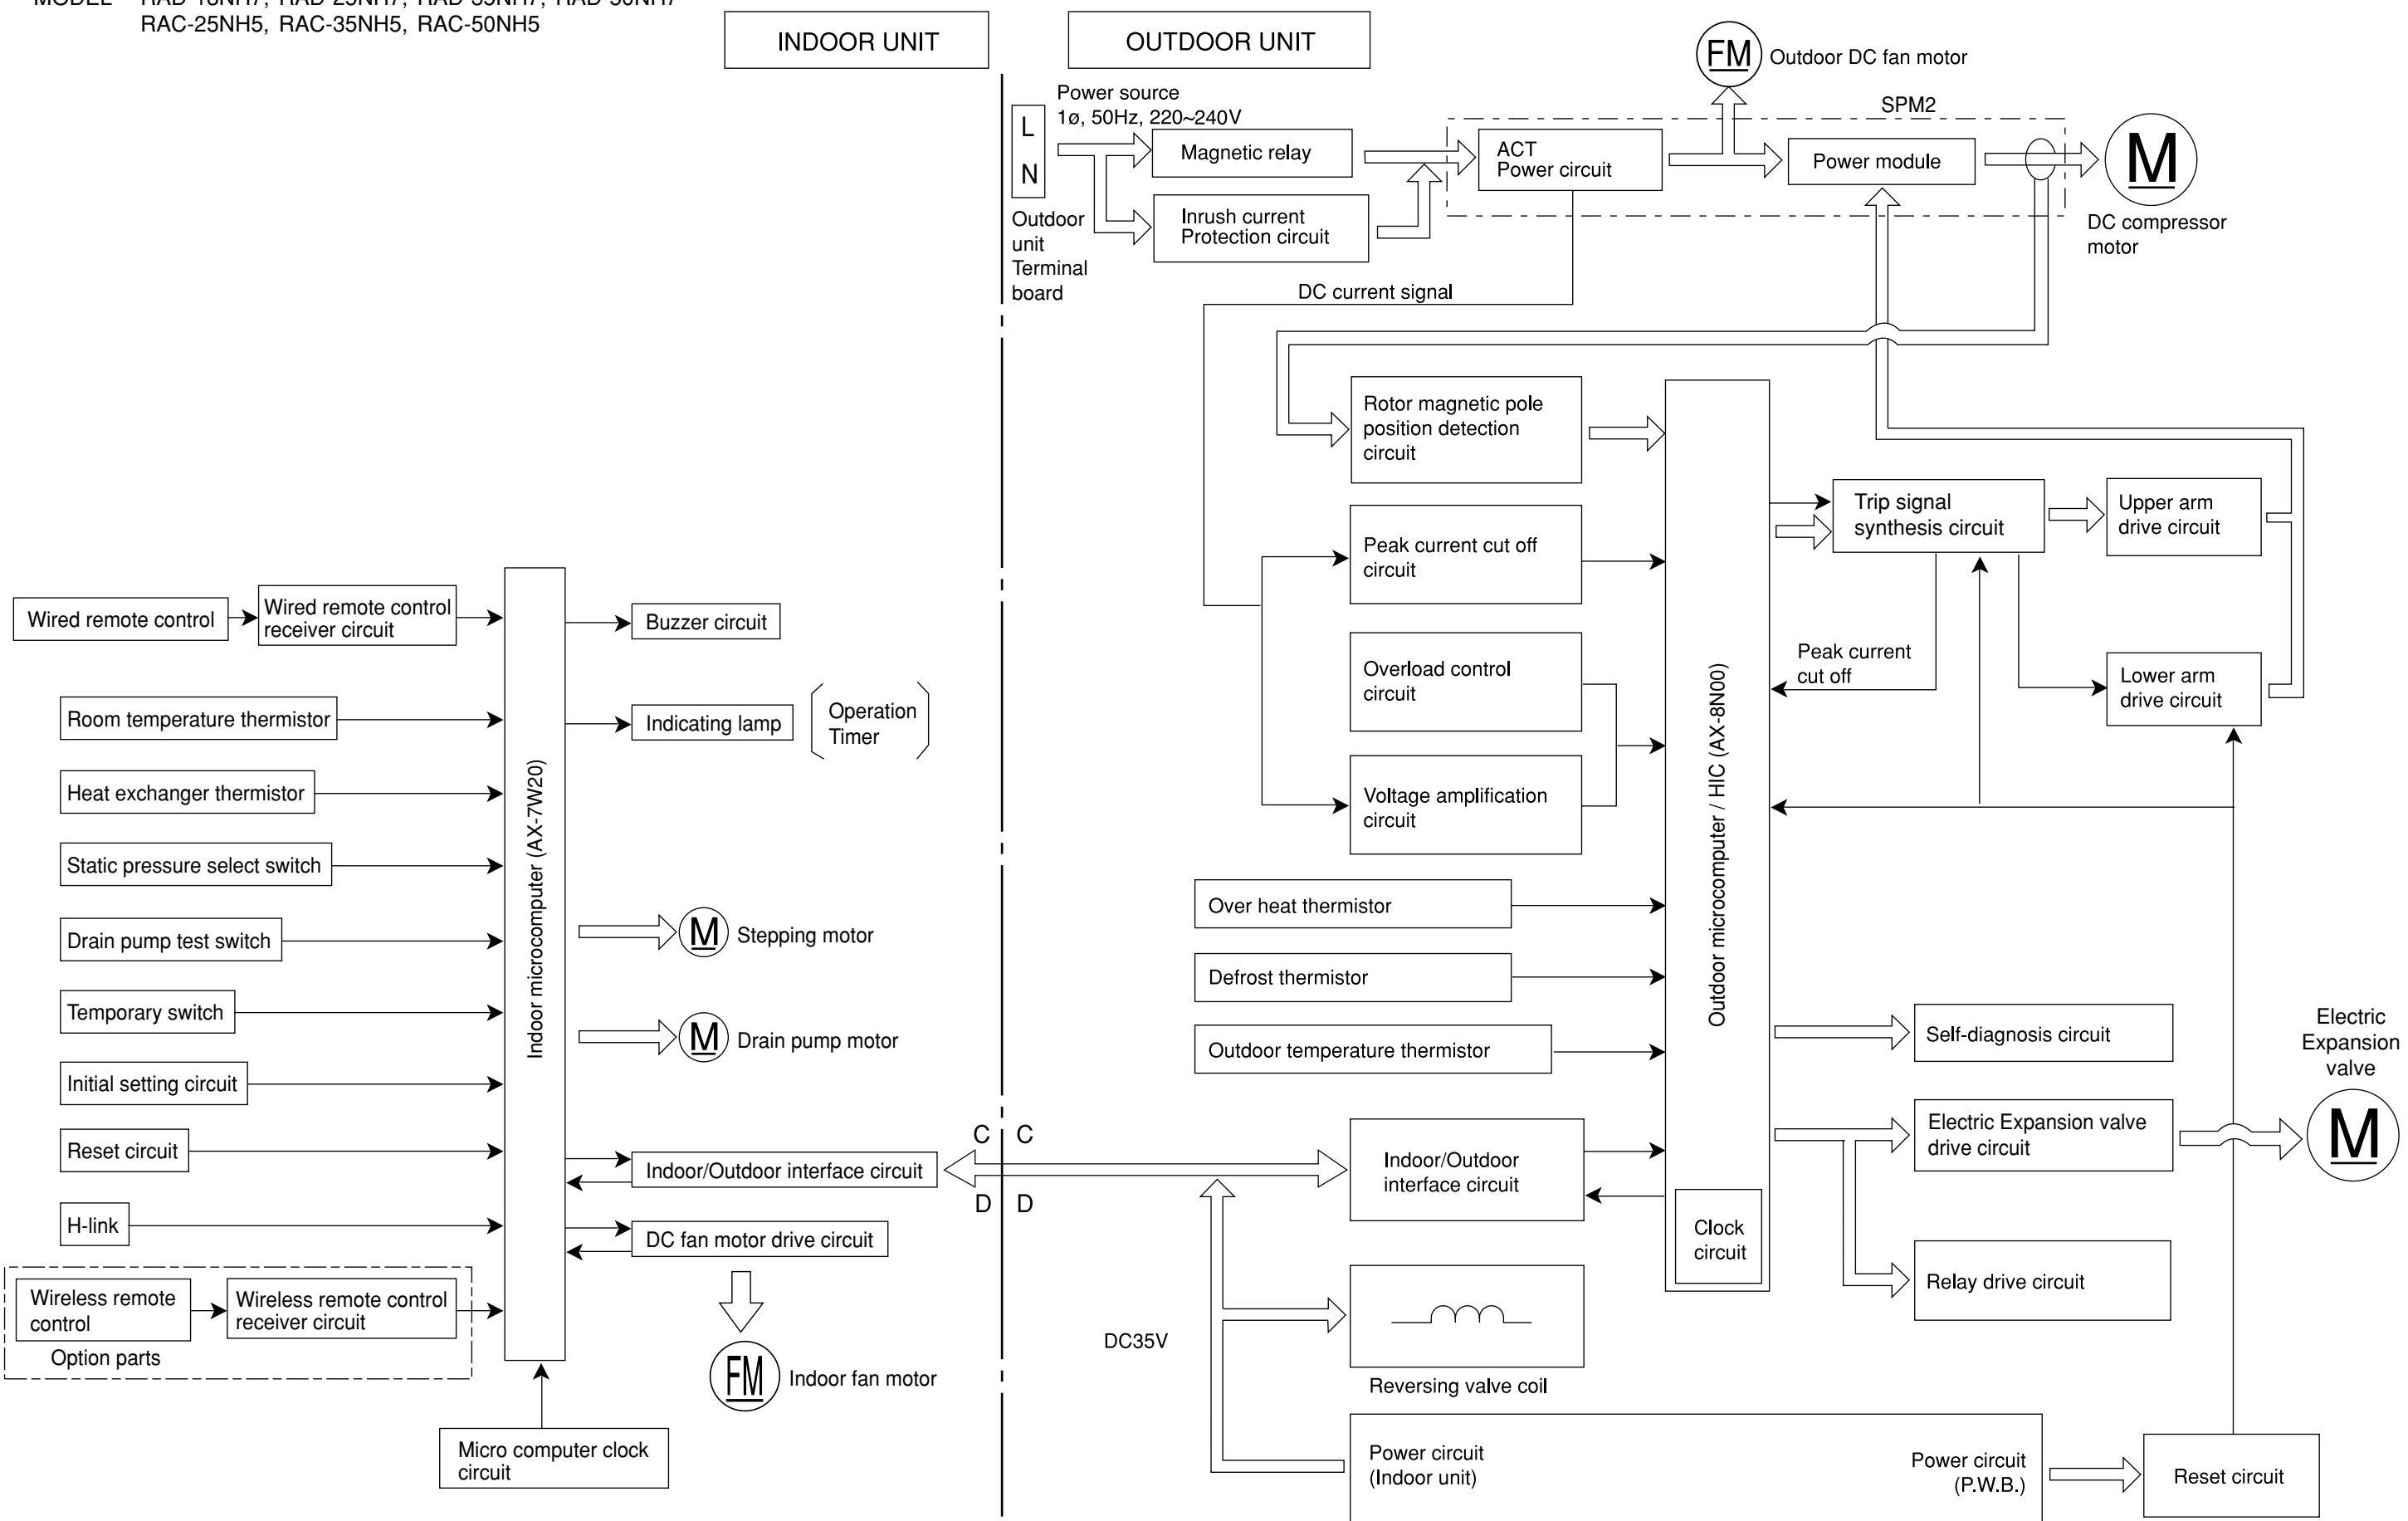 MODEL RAD-18NH7, RAD-25NH7, RAD-35NH7, RAD-50NH7
RAC-25NH5, RAC-35NH5, RAC-50NH5
INDOOR UNIT
OUTDOOR UNIT
FM
Outdoor DC fan motor
Power source
1ø, 50Hz, 220~240V
L
N
Outdoor
unit
Terminal
board
Magnetic relay
Inrush current
Protection circuit
SPM2
ACT
Power circuit
Power module
M
DC compressor
motor
DC current signal
Rotor magnetic pole
position detection
circuit
Peak current cut off
circuit
Overload control
circuit
Voltage amplification
circuit
Outdoor microcomputer / HIC (AX-8N00)
Trip signal
synthesis circuit
Upper arm
drive circuit
Peak current
cut off
Lower arm
drive circuit
Over heat thermistor
Defrost thermistor
Outdoor temperature thermistor
Self-diagnosis circuit
Electric
Expansion
valve
M
Electric Expansion valve
drive circuit
Relay drive circuit
Indoor/Outdoor
interface circuit
Clock
circuit
DC35V
Reversing valve coil
Power circuit
(Indoor unit)
Power circuit
(P.W.B.)
Reset circuit
Wired remote control
Wired remote control
receiver circuit
Room temperature thermistor
Heat exchanger thermistor
Static pressure select switch
Drain pump test switch
Temporary switch
Initial setting circuit
Reset circuit
H-link
Wireless remote
control
Wireless remote control
receiver circuit
Option parts
Indoor microcomputer (AX-7W20)
Buzzer circuit
Indicating lamp
Operation
Timer
M
Stepping motor
M
Drain pump motor
Indoor/Outdoor interface circuit
C C
D D
DC fan motor drive circuit
FM
Indoor fan motor
Micro computer clock
circuit